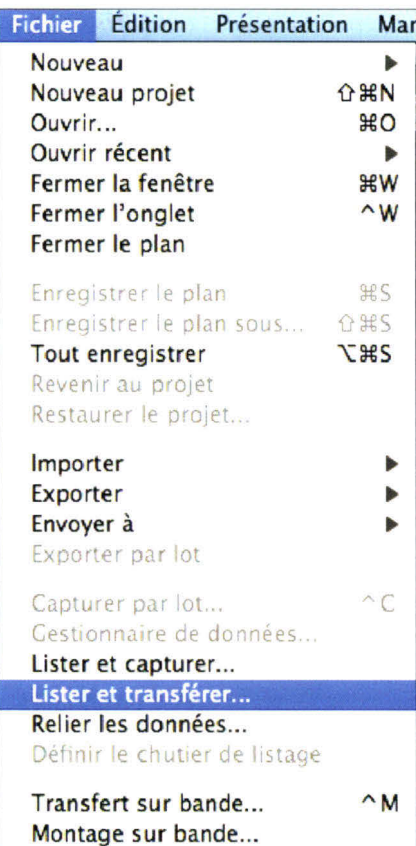 Fichier Édition Présentation Mar
Nouveau ▶
Nouveau projet ⇧⌘N
Ouvrir... ⌘O
Ouvrir récent ▶
Fermer la fenêtre ⌘W
Fermer l'onglet ^W
Fermer le plan
Enregistrer le plan ⌘S
Enregistrer le plan sous... ⇧⌘S
Tout enregistrer ⌥⌘S
Revenir au projet
Restaurer le projet...
Importer ▶
Exporter ▶
Envoyer à ▶
Exporter par lot
Capturer par lot... ^C
Gestionnaire de données...
Lister et capturer...
Lister et transférer...
Relier les données...
Définir le chutier de listage
Transfert sur bande... ^M
Montage sur bande...